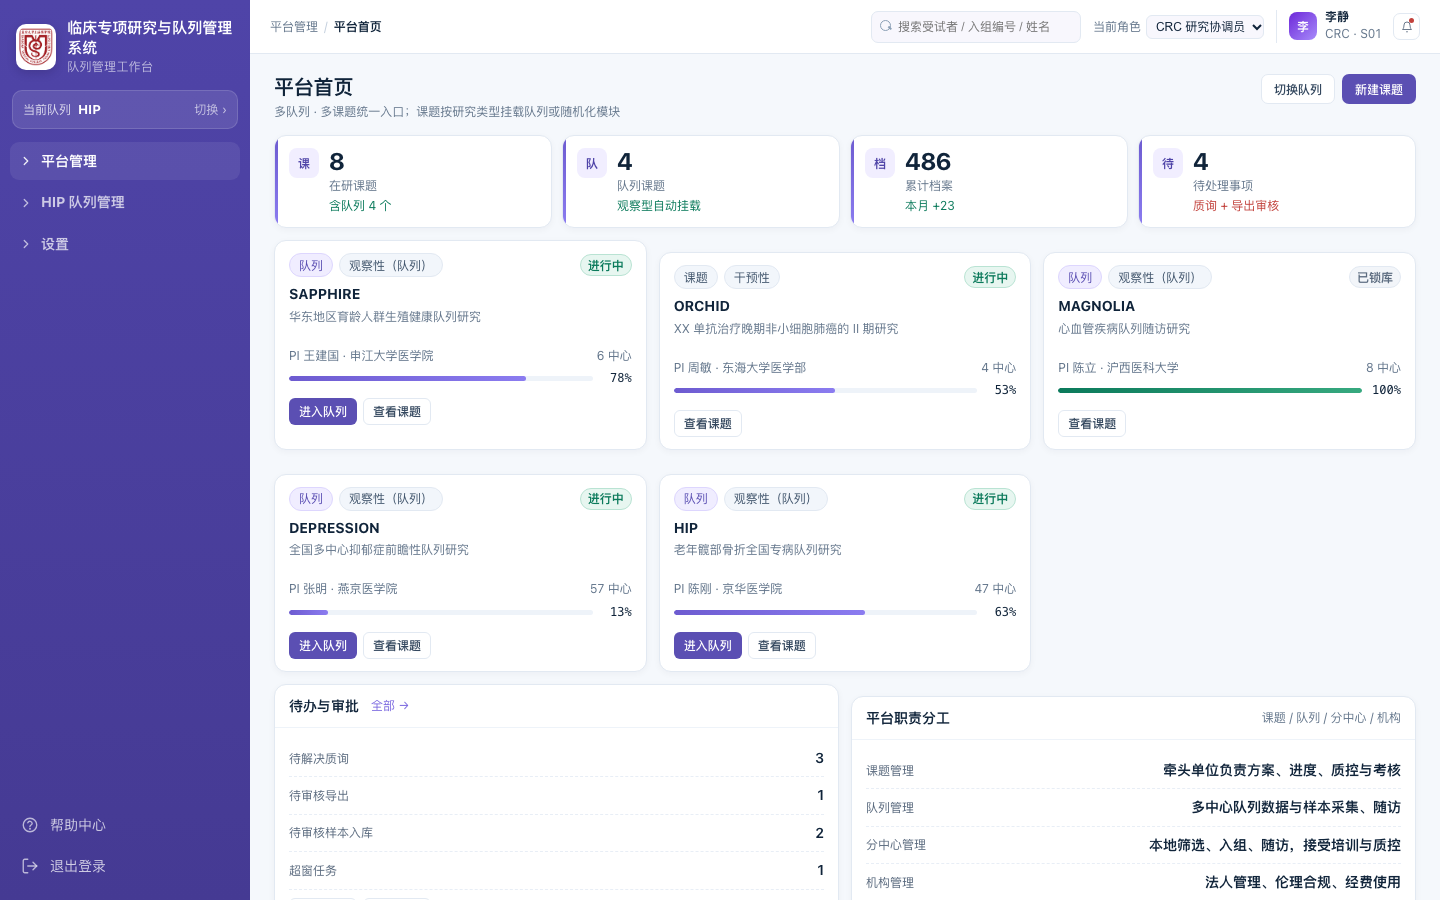 临床专项研究与队列管理
系统
队列管理工作台
当前队列 HIP 切换 ›
平台管理
HIP 队列管理
设置
帮助中心
退出登录
平台管理 / 平台首页
搜索受试者 / 入组编号 / 姓名
当前角色 CRC 研究协调员
李
李静
CRC · S01
平台首页
多队列 · 多课题统一入口；课题按研究类型挂载队列或随机化模块
切换队列 新建课题
课 8
在研课题
含队列 4 个
队 4
队列课题
观察型自动挂载
档 486
累计档案
本月 +23
待 4
待处理事项
质询 + 导出审核
队列 观察性（队列） 进行中
SAPPHIRE
华东地区育龄人群生殖健康队列研究
PI 王建国 · 申江大学医学院 6 中心
78%
进入队列 查看课题
课题 干预性 进行中
ORCHID
XX 单抗治疗晚期非小细胞肺癌的 II 期研究
PI 周敏 · 东海大学医学部 4 中心
53%
查看课题
队列 观察性（队列） 已锁库
MAGNOLIA
心血管疾病队列随访研究
PI 陈立 · 沪西医科大学 8 中心
100%
查看课题
队列 观察性（队列） 进行中
DEPRESSION
全国多中心抑郁症前瞻性队列研究
PI 张明 · 燕京医学院 57 中心
13%
进入队列 查看课题
队列 观察性（队列） 进行中
HIP
老年髋部骨折全国专病队列研究
PI 陈刚 · 京华医学院 47 中心
63%
进入队列 查看课题
待办与审批 全部 →
待解决质询 3
待审核导出 1
待审核样本入库 2
超窗任务 1
平台职责分工 课题 / 队列 / 分中心 / 机构
课题管理 牵头单位负责方案、进度、质控与考核
队列管理 多中心队列数据与样本采集、随访
分中心管理 本地筛选、入组、随访，接受培训与质控
机构管理 法人管理、伦理合规、经费使用